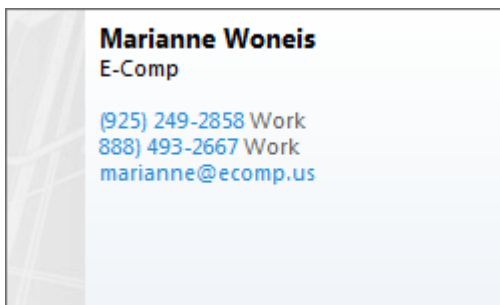 Marianne Woneis
E-Comp
(925) 249-2858 Work
888) 493-2667 Work
marianne@ecomp.us